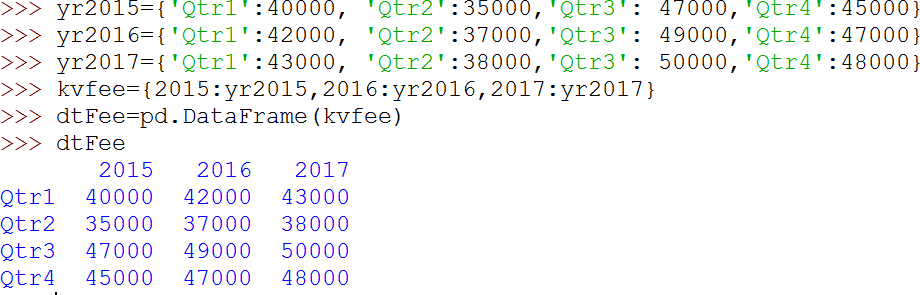 >>> yr2015={'Qtr1':40000, 'Qtr2':35000,'Qtr3': 47000,'Qtr4':45000}
>>> yr2016={'Qtr1':42000, 'Qtr2':37000,'Qtr3': 49000,'Qtr4':47000}
>>> yr2017={'Qtr1':43000, 'Qtr2':38000,'Qtr3': 50000,'Qtr4':48000}
>>> kvfee={2015:yr2015,2016:yr2016,2017:yr2017}
>>> dtFee=pd.DataFrame(kvfee)
>>> dtFee
       2015   2016   2017
Qtr1  40000  42000  43000
Qtr2  35000  37000  38000
Qtr3  47000  49000  50000
Qtr4  45000  47000  48000